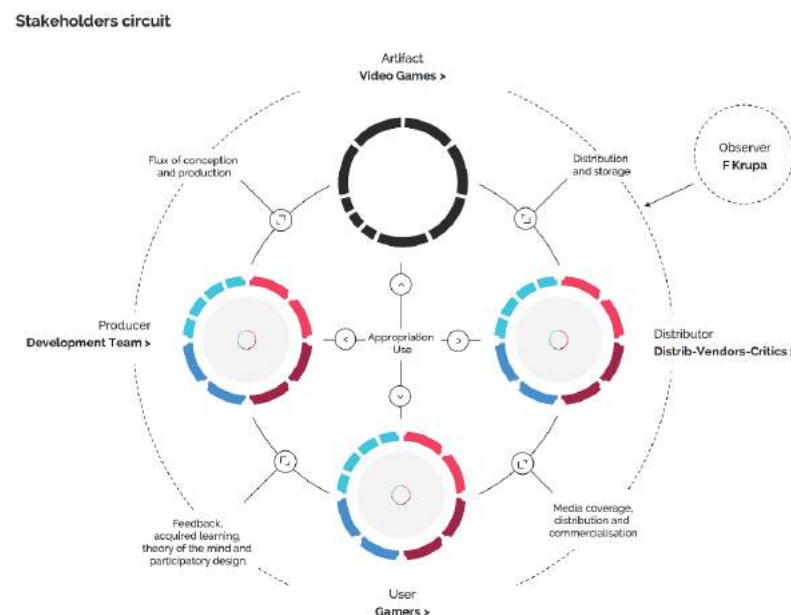 Stakeholders circuit
Artifact
Video Games >
Flux of conception
and production
Distribution
and storage
Observer
F Krupa
Producer
Development Team >
Appropriation
Use
Distributor
Distrib-Vendors-Critics >
Feedback,
acquired learning,
theory of the mind and
participatory design
Media coverage,
distribution and
commercialisation
User
Gamers >